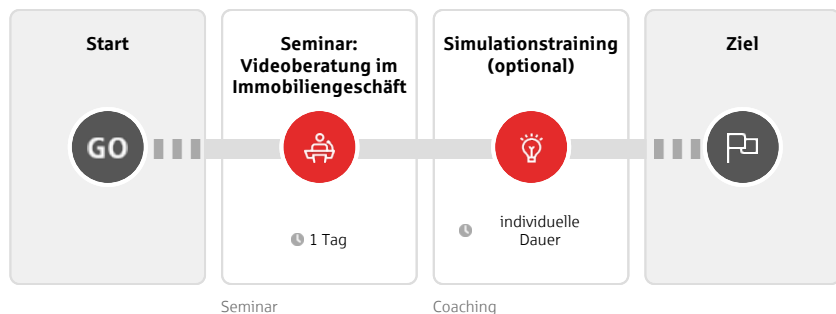 Start
GO
Seminar:
Videoberatung im
Immobiliengeschäft
1 Tag
Seminar
Simulationstraining
(optional)
individuelle
Dauer
Coaching
Ziel